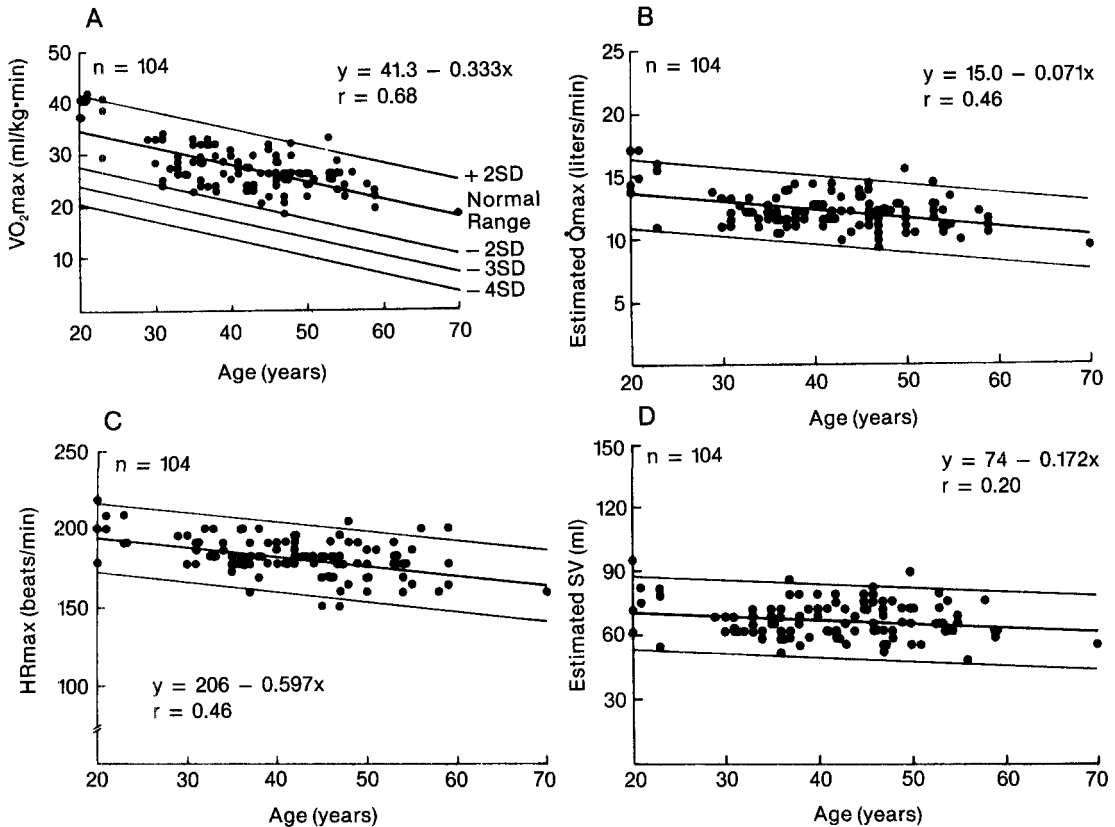 A
50
40
30
20
10
VO2max (ml/kg•min)
n = 104
y = 41.3 – 0.333x
r = 0.68
+ 2SD
Normal
Range
– 2SD
– 3SD
– 4SD
20 30 40 50 60 70
Age (years)
B
25
20
15
10
5
Estimated Q̇max (liters/min)
n = 104
y = 15.0 – 0.071x
r = 0.46
20 30 40 50 60 70
Age (years)
C
250
200
150
100
HRmax (beats/min)
n = 104
y = 206 – 0.597x
r = 0.46
20 30 40 50 60 70
Age (years)
D
150
120
90
60
30
Estimated SV (ml)
n = 104
y = 74 – 0.172x
r = 0.20
20 30 40 50 60 70
Age (years)